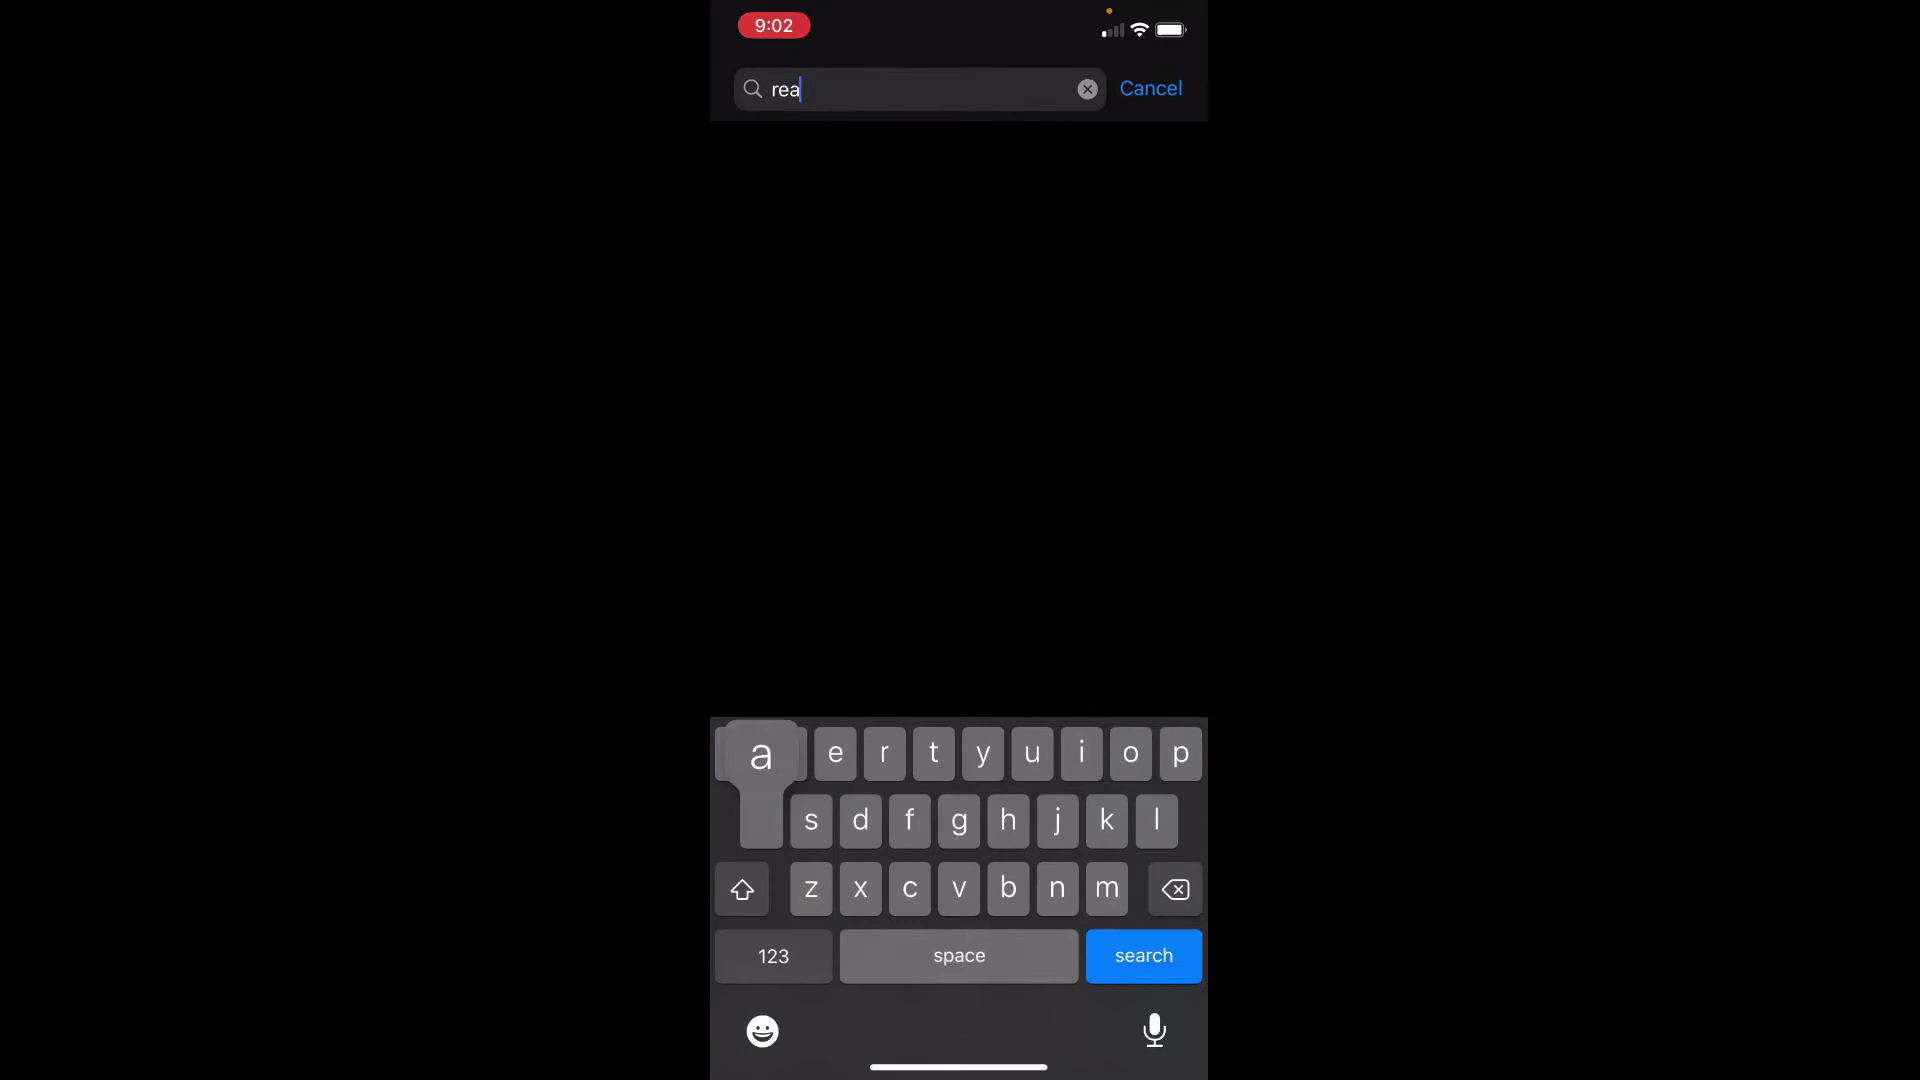 9:02
rea
Cancel
a e r t y u i o p
s d f g h j k l
z x c v b n m
123 space search